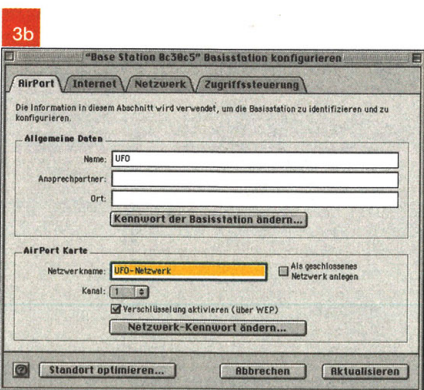 3b
"Base Station 8c38c5" Basisstation konfigurieren
AirPort Internet Netzwerk Zugriffssteuerung
Die Information in diesem Abschnitt wird verwendet, um die Basisstation zu identifizieren und zu
konfigurieren.
Allgemeine Daten
Name: UFO
Ansprechpartner:
Ort:
Kennwort der Basisstation ändern...
AirPort Karte
Netzwerkname: UFO-Netzwerk
Als geschlossenes
Netzwerk anlegen
Kanal: 1
Verschlüsselung aktivieren (über WEP)
Netzwerk-Kennwort ändern...
? Standort optimieren... Abbrechen Aktualisieren